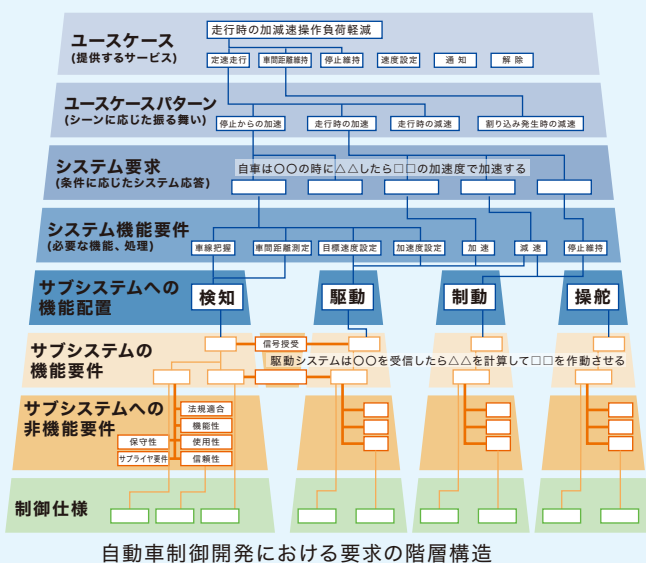 ユースケース
(提供するサービス)
走行時の加減速操作負荷軽減
定速走行
車間距離維持
停止維持
速度設定
通知
解除
ユースケースパターン
(シーンに応じた振る舞い)
停止からの加速
走行時の加速
走行時の減速
割り込み発生時の減速
システム要求
(条件に応じたシステム応答)
自車は〇〇の時に△△したら□□の加速度で加速する
システム機能要件
(必要な機能、処理)
車線把握
車間距離測定
目標速度設定
加速度設定
加速
減速
停止維持
サブシステムへの
機能配置
検知
駆動
制動
操舵
サブシステムの
機能要件
信号授受
駆動システムは〇〇を受信したら△△を計算して□□を作動させる
サブシステムへの
非機能要件
法規適合
機能性
保守性
使用性
サプライヤ要件
信頼性
制御仕様
自動車制御開発における要求の階層構造